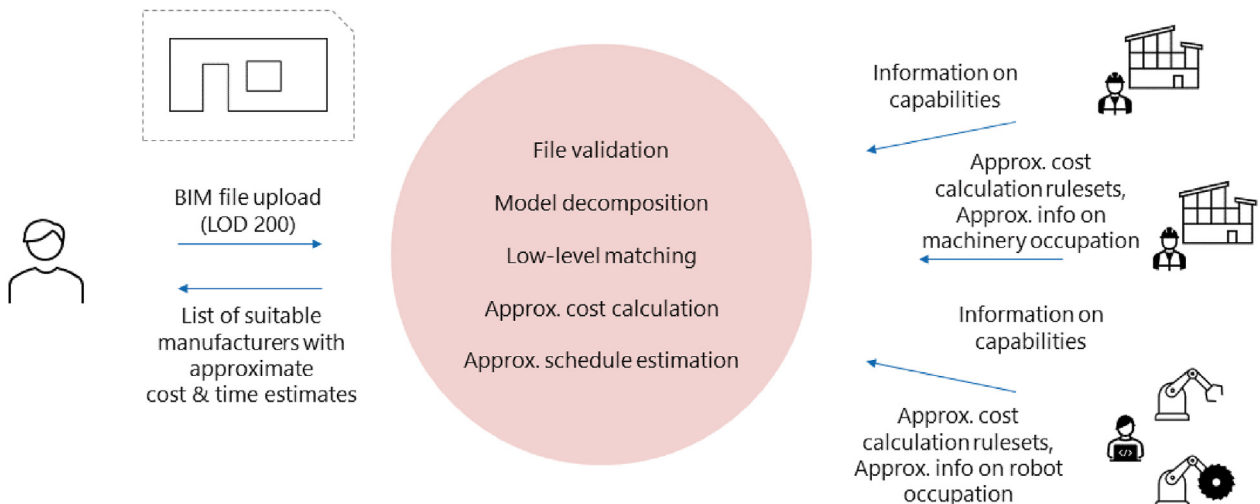 BIM file upload
(LOD 200)
List of suitable
manufacturers with
approximate
cost & time estimates
File validation
Model decomposition
Low-level matching
Approx. cost calculation
Approx. schedule estimation
Information on
capabilities
Approx. cost
calculation rulesets,
Approx. info on
machinery occupation
Information on
capabilities
Approx. cost
calculation rulesets,
Approx. info on robot
occupation